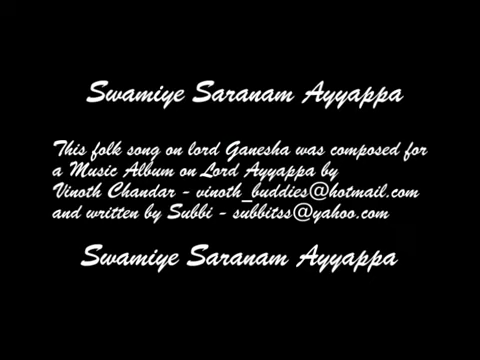 Swamiye Saranam Ayyappa
This folk song on lord Ganesha was composed for
a Music Album on Lord Ayyappa by
Vinoth Chandar - vinoth_buddies@hotmail.com
and written by Subbi - subbitss@yahoo.com
Swamiye Saranam Ayyappa